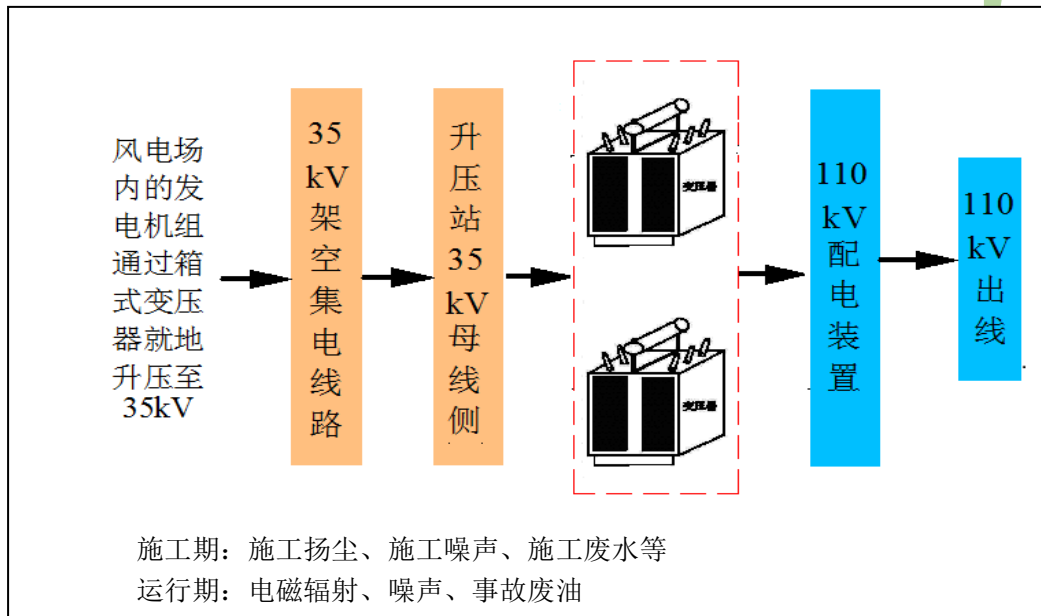 风电场
内的发
电机组
通过箱
式变压
器就地
升压至
35kV
35
kV
架
空
集
电
线
路
升
压
站
35
kV
母
线
侧
变压器
变压器
110
kV
配
电
装
置
110
kV
出
线
施工期：施工扬尘、施工噪声、施工废水等
运行期：电磁辐射、噪声、事故废油